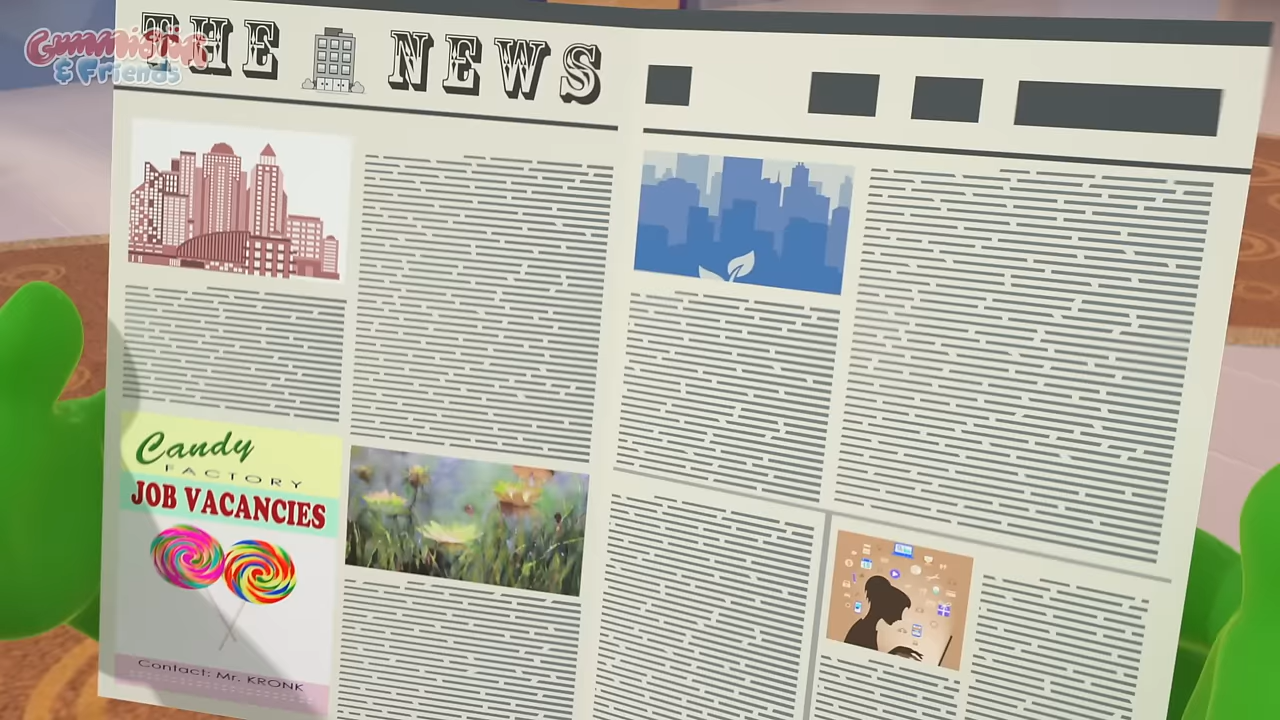 Gummibär
& Friends
THE NEWS
Candy
FACTORY
JOB VACANCIES
Contact: Mr. KRONK